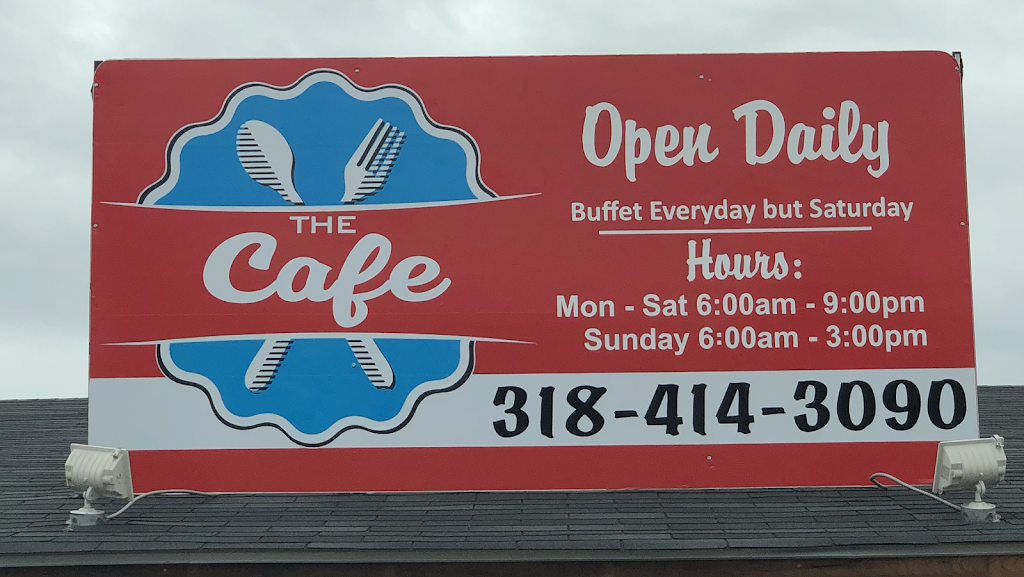 THE
Cafe
Open Daily
Buffet Everyday but Saturday
Hours:
Mon - Sat 6:00am - 9:00pm
Sunday 6:00am - 3:00pm
318-414-3090